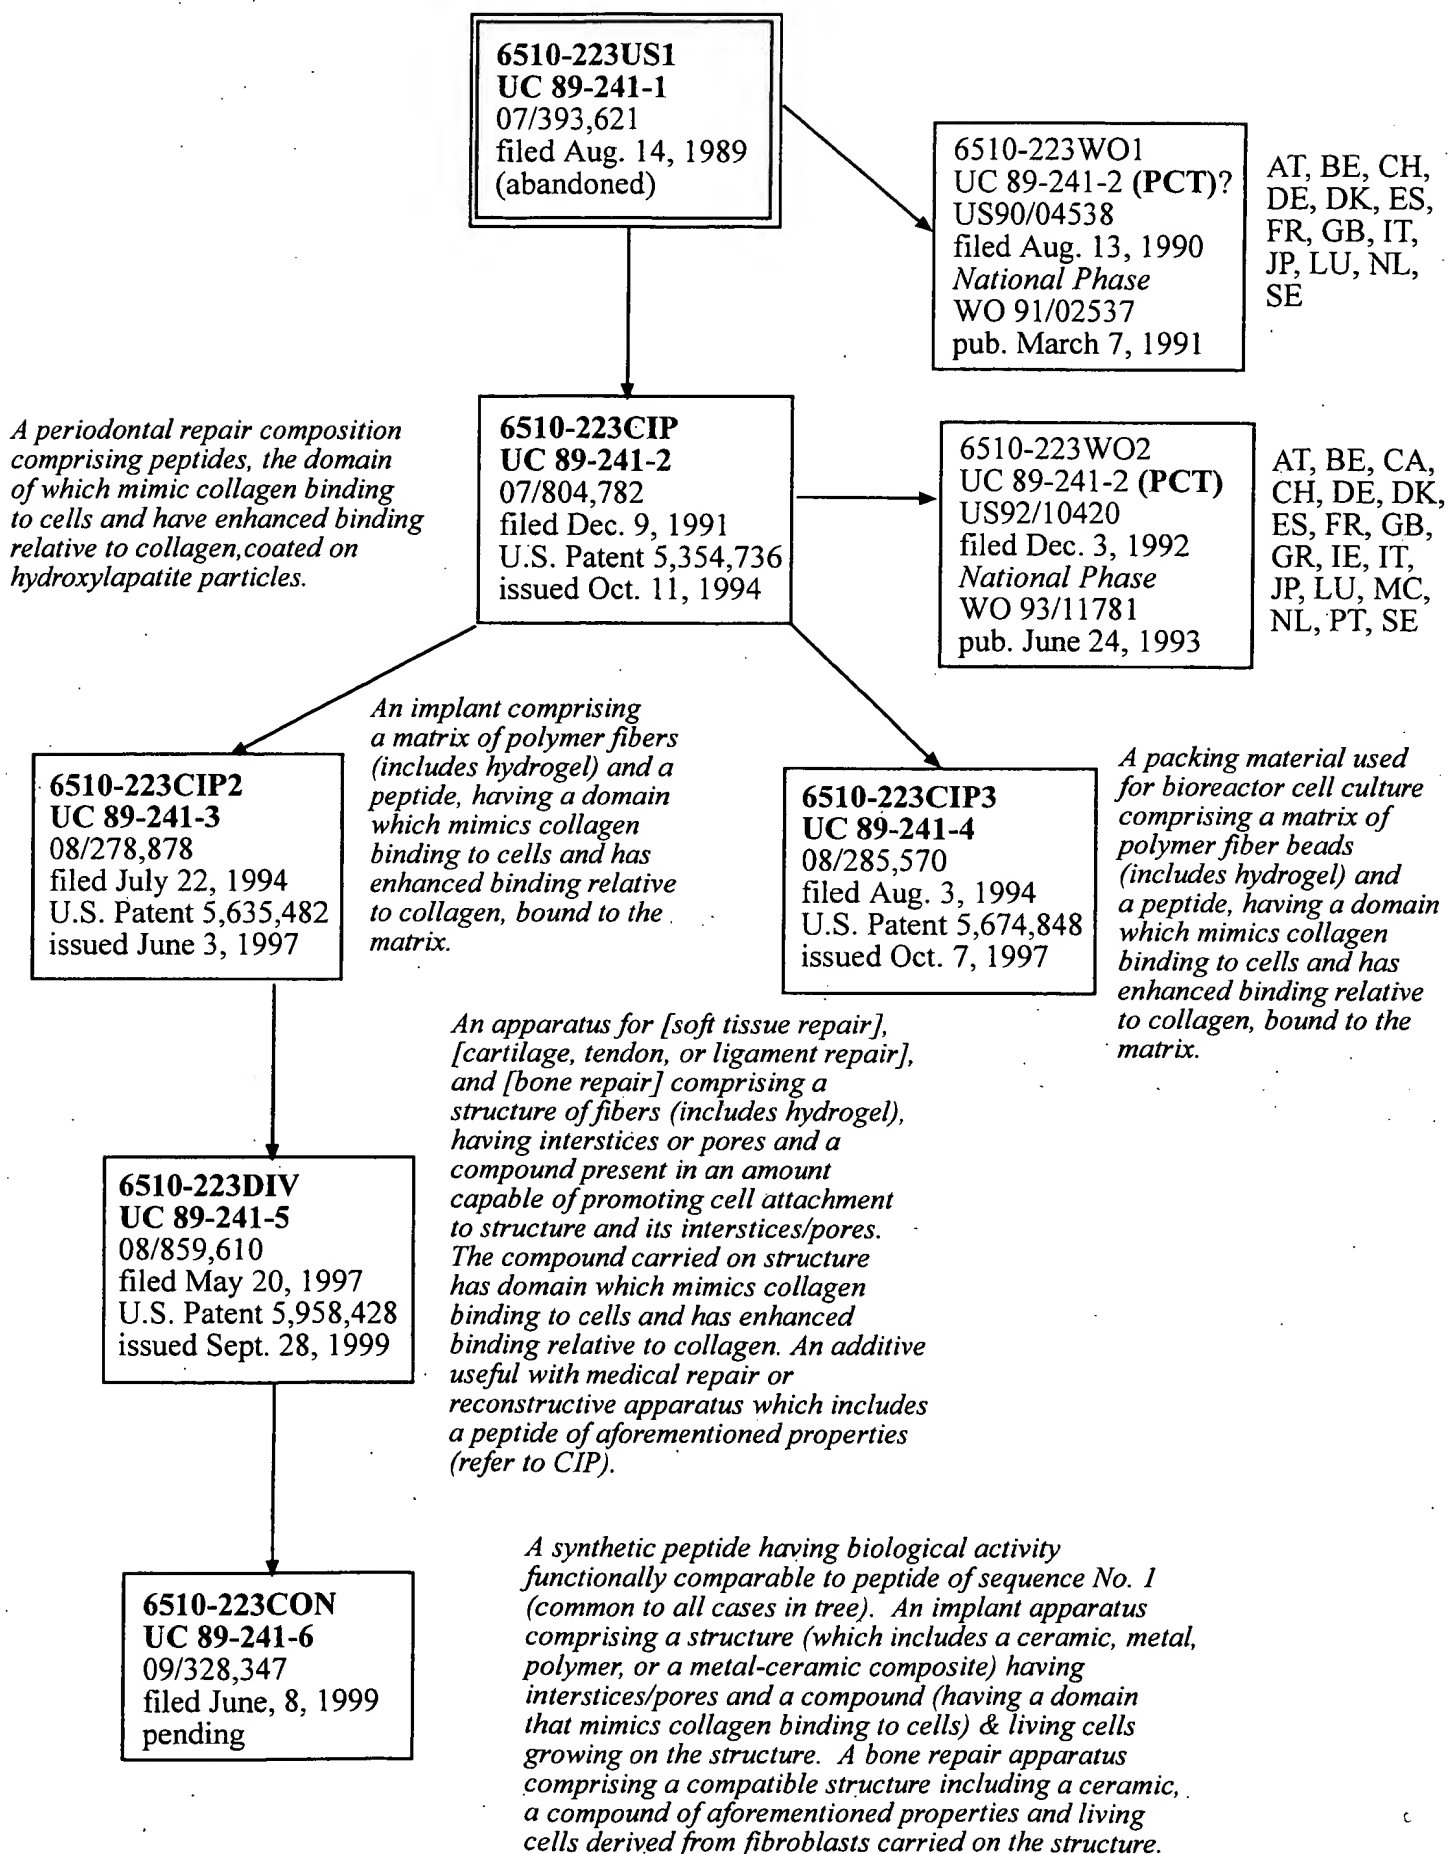 6510-223US1
UC 89-241-1
07/393,621
filed Aug. 14, 1989
(abandoned)
6510-223WO1
UC 89-241-2 (PCT)?
US90/04538
filed Aug. 13, 1990
National Phase
WO 91/02537
pub. March 7, 1991
AT, BE, CH,
DE, DK, ES,
FR, GB, IT,
JP, LU, NL,
SE
A periodontal repair composition
comprising peptides, the domain
of which mimic collagen binding
to cells and have enhanced binding
relative to collagen,coated on
hydroxylapatite particles.
6510-223CIP
UC 89-241-2
07/804,782
filed Dec. 9, 1991
U.S. Patent 5,354,736
issued Oct. 11, 1994
6510-223WO2
UC 89-241-2 (PCT)
US92/10420
filed Dec. 3, 1992
National Phase
WO 93/11781
pub. June 24, 1993
AT, BE, CA,
CH, DE, DK,
ES, FR, GB,
GR, IE, IT,
JP, LU, MC,
NL, PT, SE
6510-223CIP2
UC 89-241-3
08/278,878
filed July 22, 1994
U.S. Patent 5,635,482
issued June 3, 1997
An implant comprising
a matrix of polymer fibers
(includes hydrogel) and a
peptide, having a domain
which mimics collagen
binding to cells and has
enhanced binding relative
to collagen, bound to the
matrix.
6510-223CIP3
UC 89-241-4
08/285,570
filed Aug. 3, 1994
U.S. Patent 5,674,848
issued Oct. 7, 1997
A packing material used
for bioreactor cell culture
comprising a matrix of
polymer fiber beads
(includes hydrogel) and
a peptide, having a domain
which mimics collagen
binding to cells and has
enhanced binding relative
to collagen, bound to the
matrix.
6510-223DIV
UC 89-241-5
08/859,610
filed May 20, 1997
U.S. Patent 5,958,428
issued Sept. 28, 1999
An apparatus for [soft tissue repair],
[cartilage, tendon, or ligament repair],
and [bone repair] comprising a
structure of fibers (includes hydrogel),
having interstices or pores and a
compound present in an amount
capable of promoting cell attachment
to structure and its interstices/pores.
The compound carried on structure
has domain which mimics collagen
binding to cells and has enhanced
binding relative to collagen. An additive
useful with medical repair or
reconstructive apparatus which includes
a peptide of aforementioned properties
(refer to CIP).
6510-223CON
UC 89-241-6
09/328,347
filed June, 8, 1999
pending
A synthetic peptide having biological activity
functionally comparable to peptide of sequence No. 1
(common to all cases in tree). An implant apparatus
comprising a structure (which includes a ceramic, metal,
polymer, or a metal-ceramic composite) having
interstices/pores and a compound (having a domain
that mimics collagen binding to cells) & living cells
growing on the structure. A bone repair apparatus
comprising a compatible structure including a ceramic,
a compound of aforementioned properties and living
cells derived from fibroblasts carried on the structure.